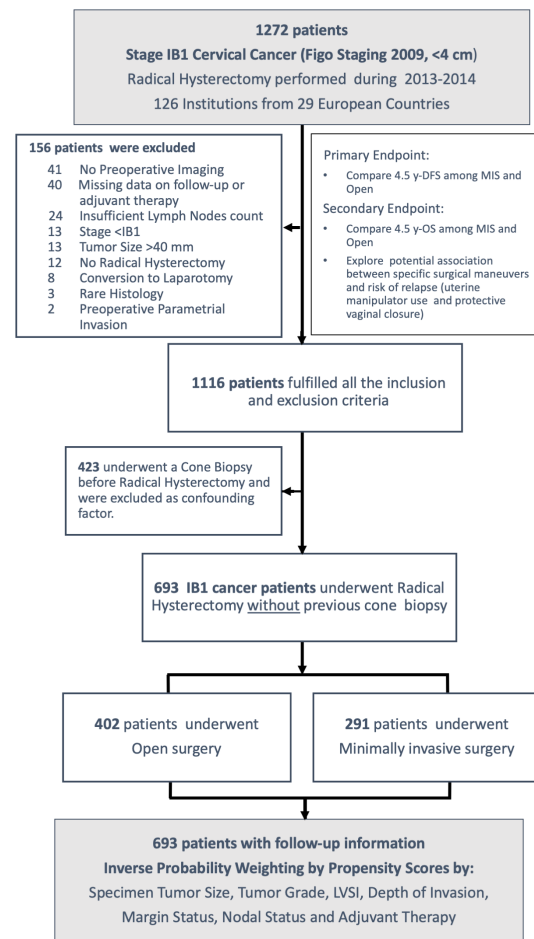 1272 patients
Stage IB1 Cervical Cancer (Figo Staging 2009, <4 cm)
Radical Hysterectomy performed during 2013-2014
126 Institutions from 29 European Countries
156 patients were excluded
41 No Preoperative Imaging
40 Missing data on follow-up or
adjuvant therapy
24 Insufficient Lymph Nodes count
13 Stage <IB1
13 Tumor Size >40 mm
12 No Radical Hysterectomy
8 Conversion to Laparotomy
3 Rare Histology
2 Preoperative Parametrial
Invasion
Primary Endpoint:
• Compare 4.5 y-DFS among MIS and
Open
Secondary Endpoint:
• Compare 4.5 y-OS among MIS and
Open
• Explore potential association
between specific surgical maneuvers
and risk of relapse (uterine
manipulator use and protective
vaginal closure)
1116 patients fulfilled all the inclusion
and exclusion criteria
423 underwent a Cone Biopsy
before Radical Hysterectomy and
were excluded as confounding
factor.
693 IB1 cancer patients underwent Radical
Hysterectomy without previous cone biopsy
402 patients underwent
Open surgery
291 patients underwent
Minimally invasive surgery
693 patients with follow-up information
Inverse Probability Weighting by Propensity Scores by:
Specimen Tumor Size, Tumor Grade, LVSI, Depth of Invasion,
Margin Status, Nodal Status and Adjuvant Therapy